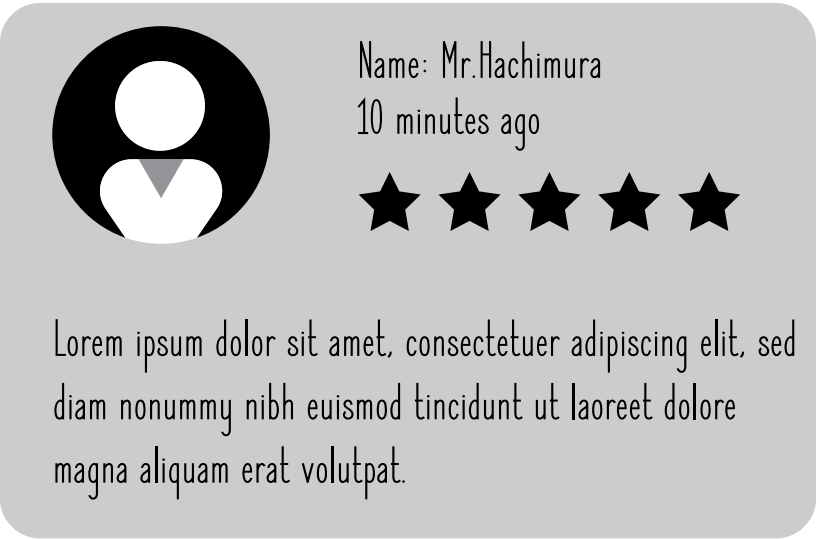 Name: Mr.Hachimura
10 minutes ago
Lorem ipsum dolor sit amet, consectetuer adipiscing elit, sed
diam nonummy nibh euismod tincidunt ut laoreet dolore
magna aliquam erat volutpat.